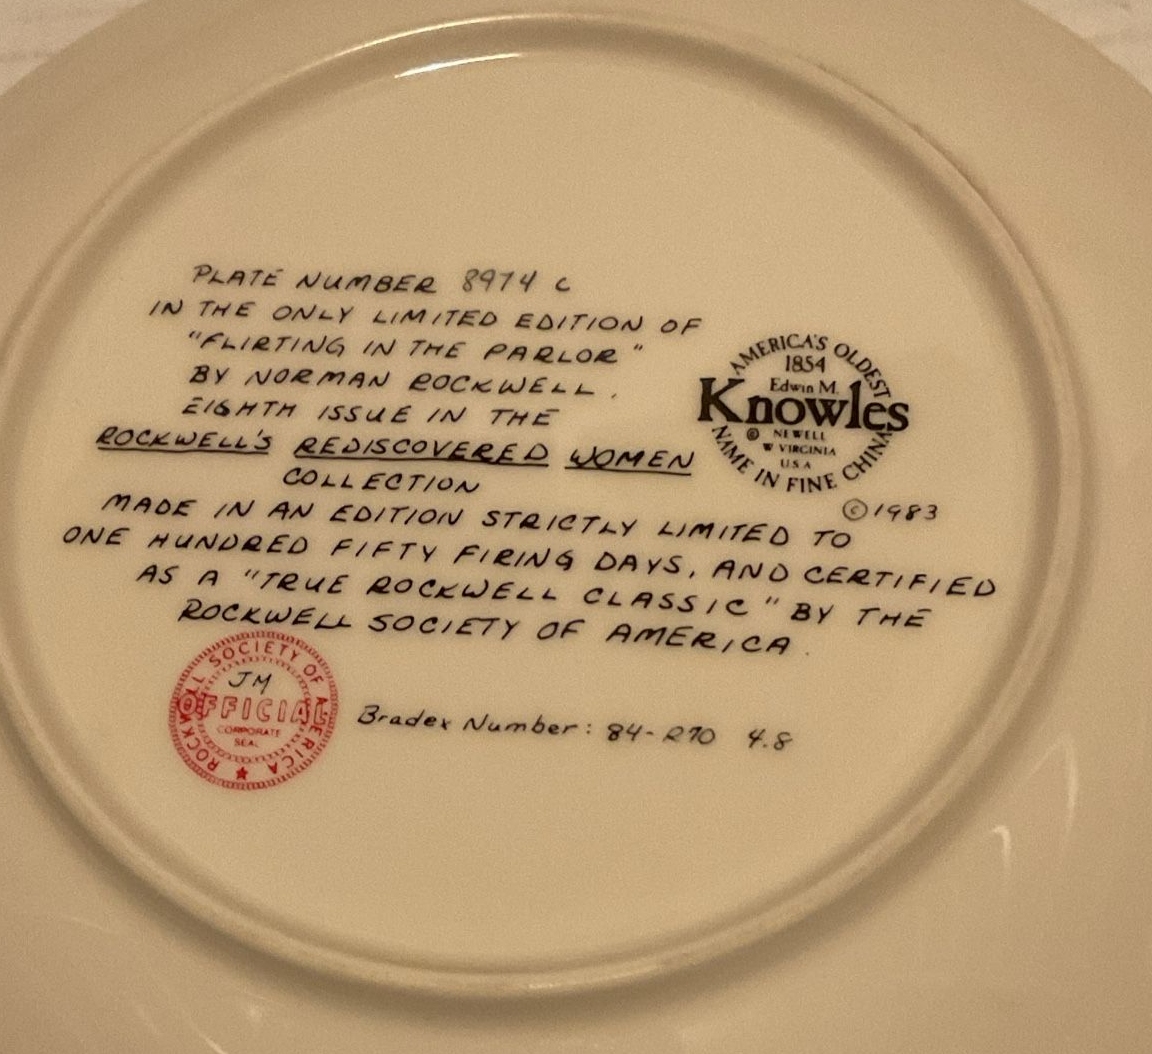 PLATE NUMBER 8974 C
IN THE ONLY LIMITED EDITION OF
"FLIRTING IN THE PARLOR"
BY NORMAN ROCKWELL.
EIGHTH ISSUE IN THE
ROCKWELL'S REDISCOVERED WOMEN
COLLECTION
MADE IN AN EDITION STRICTLY LIMITED TO
ONE HUNDRED FIFTY FIRING DAYS, AND CERTIFIED
AS A "TRUE ROCKWELL CLASSIC" BY THE
ROCKWELL SOCIETY OF AMERICA.
AMERICA'S OLDEST
1854
Edwin M.
Knowles
© NEWELL
W VIRGINIA
USA
NAME IN FINE CHINA
© 1983
ROCKWELL SOCIETY OF AMERICA
JM
OFFICIAL
CORPORATE
SEAL
Bradex Number: 84-R70 4.8